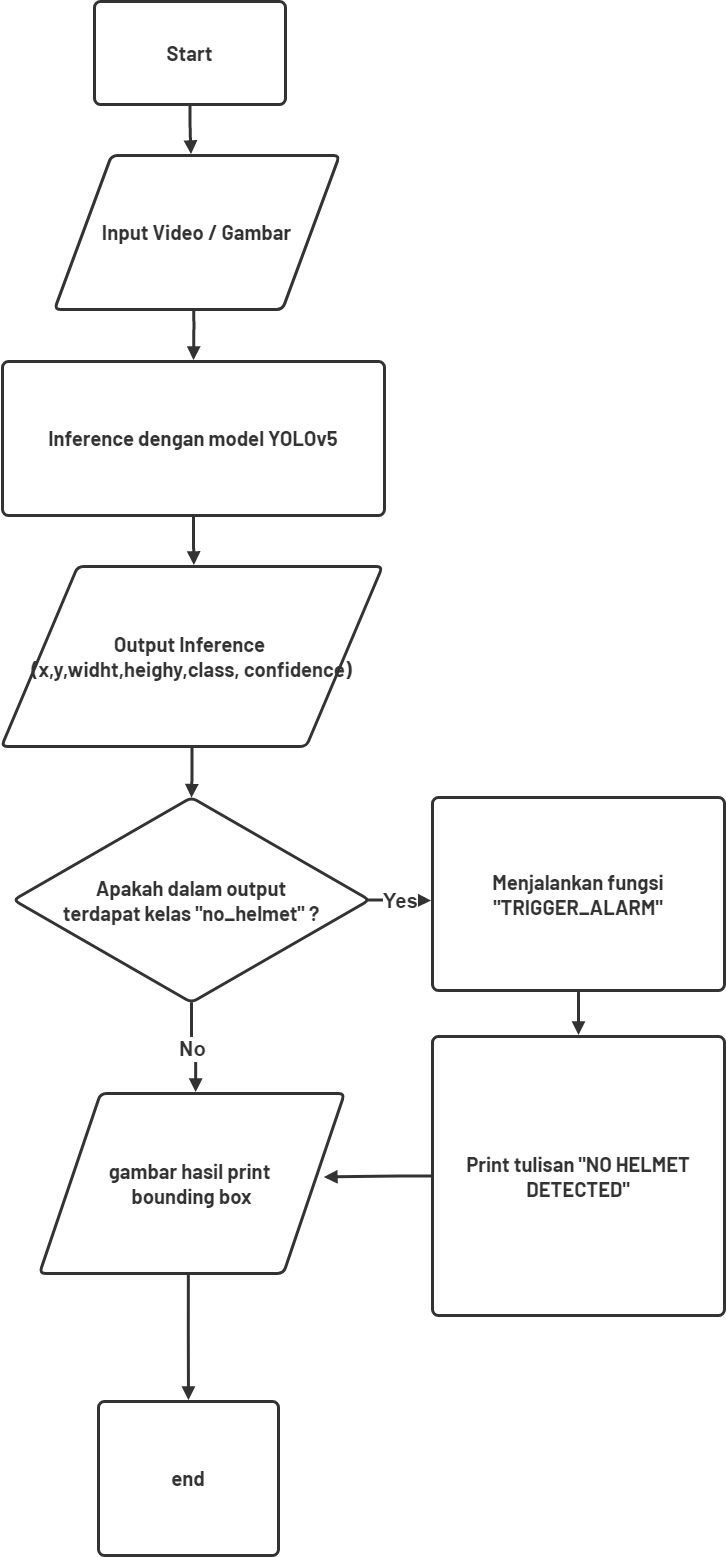 Start
Input Video / Gambar
Inference dengan model YOLOv5
Output Inference
(x,y,widht,heighy,class, confidence)
Apakah dalam output
terdapat kelas "no_helmet" ?
Yes
Menjalankan fungsi
"TRIGGER_ALARM"
No
Print tulisan "NO HELMET
DETECTED"
gambar hasil print
bounding box
end